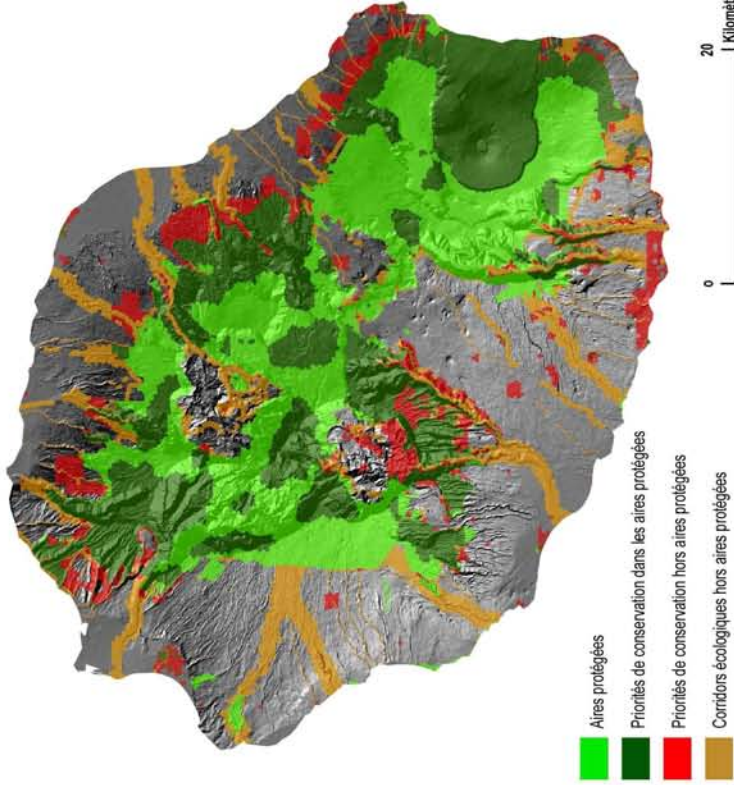 Aires protégées
Priorités de conservation dans les aires protégées
Priorités de conservation hors aires protégées
Corridors écologiques hors aires protégées
0
20
Kilomèt